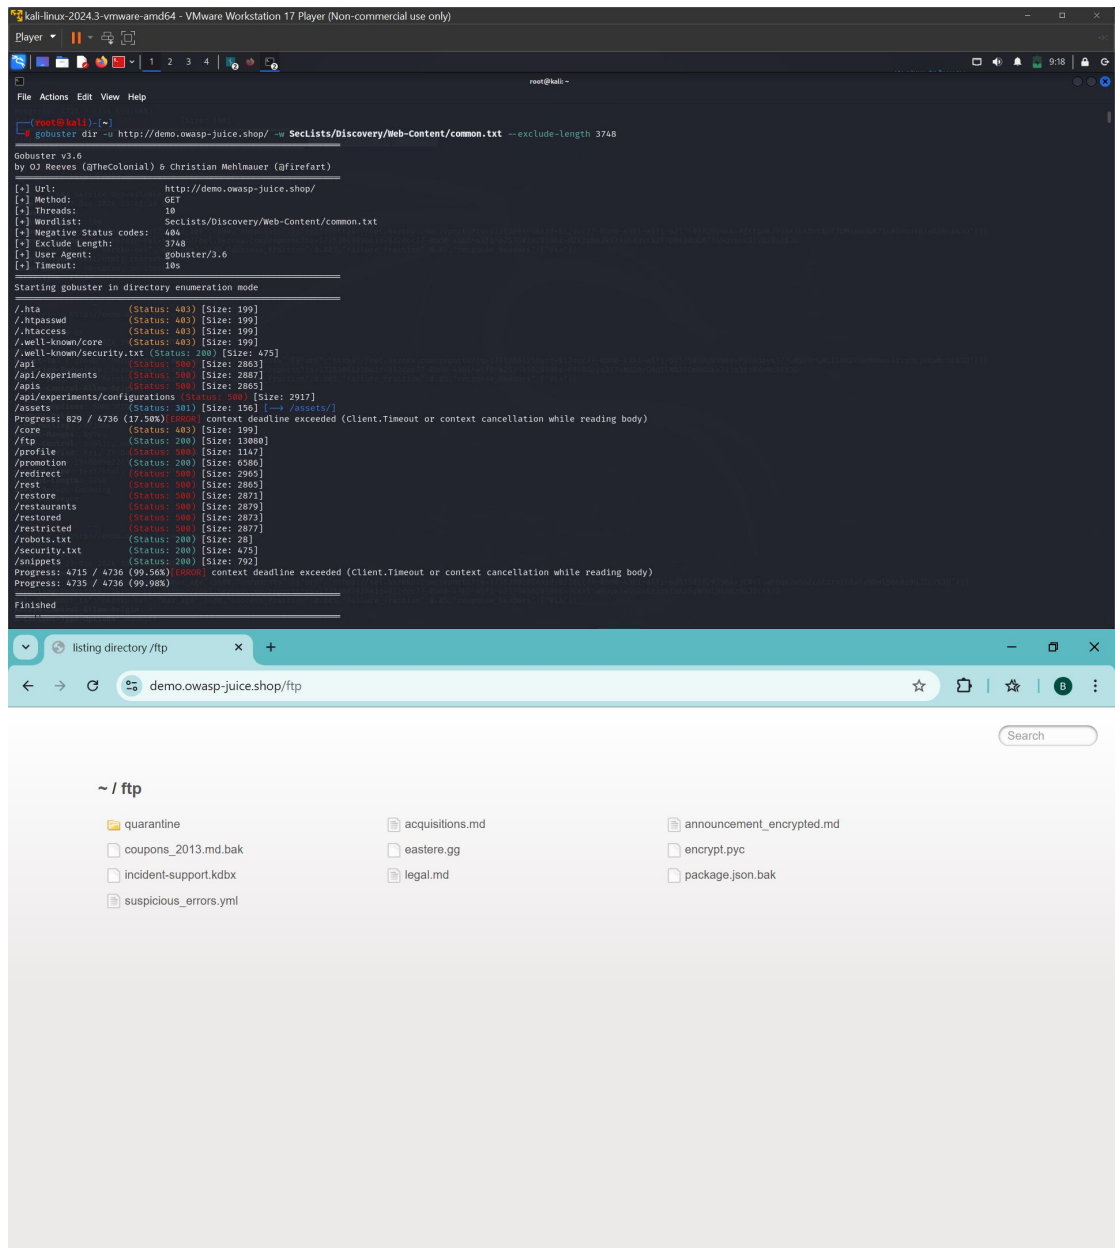 kali-linux-2024.3-vmware-amd64 - VMware Workstation 17 Player (Non-commercial use only)
Player
1 2 3 4
9:18
root@kali: ~
File Actions Edit View Help
(root㉿kali)-[~]
# gobuster dir -u http://demo.owasp-juice.shop/ -w SecLists/Discovery/Web-Content/common.txt --exclude-length 3748
Gobuster v3.6
by OJ Reeves (@TheColonial) & Christian Mehlmauer (@firefart)
[+] Url: http://demo.owasp-juice.shop/
[+] Method: GET
[+] Threads: 10
[+] Wordlist: SecLists/Discovery/Web-Content/common.txt
[+] Negative Status codes: 404
[+] Exclude Length: 3748
[+] User Agent: gobuster/3.6
[+] Timeout: 10s
Starting gobuster in directory enumeration mode
/.hta (Status: 403) [Size: 199]
/.htpasswd (Status: 403) [Size: 199]
/.htaccess (Status: 403) [Size: 199]
/.well-known/core (Status: 403) [Size: 199]
/.well-known/security.txt (Status: 200) [Size: 475]
/api (Status: 500) [Size: 2863]
/api/experiments (Status: 500) [Size: 2887]
/apis (Status: 500) [Size: 2865]
/api/experiments/configurations (Status: 500) [Size: 2917]
/assets (Status: 301) [Size: 156] [--> /assets/]
Progress: 829 / 4736 (17.50%)[ERROR] context deadline exceeded (Client.Timeout or context cancellation while reading body)
/core (Status: 403) [Size: 199]
/ftp (Status: 200) [Size: 13080]
/profile (Status: 500) [Size: 1147]
/promotion (Status: 200) [Size: 6586]
/redirect (Status: 500) [Size: 2965]
/rest (Status: 500) [Size: 2865]
/restore (Status: 500) [Size: 2871]
/restaurants (Status: 500) [Size: 2879]
/restored (Status: 500) [Size: 2873]
/restricted (Status: 500) [Size: 2877]
/robots.txt (Status: 200) [Size: 28]
/security.txt (Status: 200) [Size: 475]
/snippets (Status: 200) [Size: 792]
Progress: 4715 / 4736 (99.56%)[ERROR] context deadline exceeded (Client.Timeout or context cancellation while reading body)
Progress: 4735 / 4736 (99.98%)
Finished
listing directory /ftp
demo.owasp-juice.shop/ftp
B
Search
~ / ftp
quarantine acquisitions.md announcement_encrypted.md
coupons_2013.md.bak eastere.gg encrypt.pyc
incident-support.kdbx legal.md package.json.bak
suspicious_errors.yml